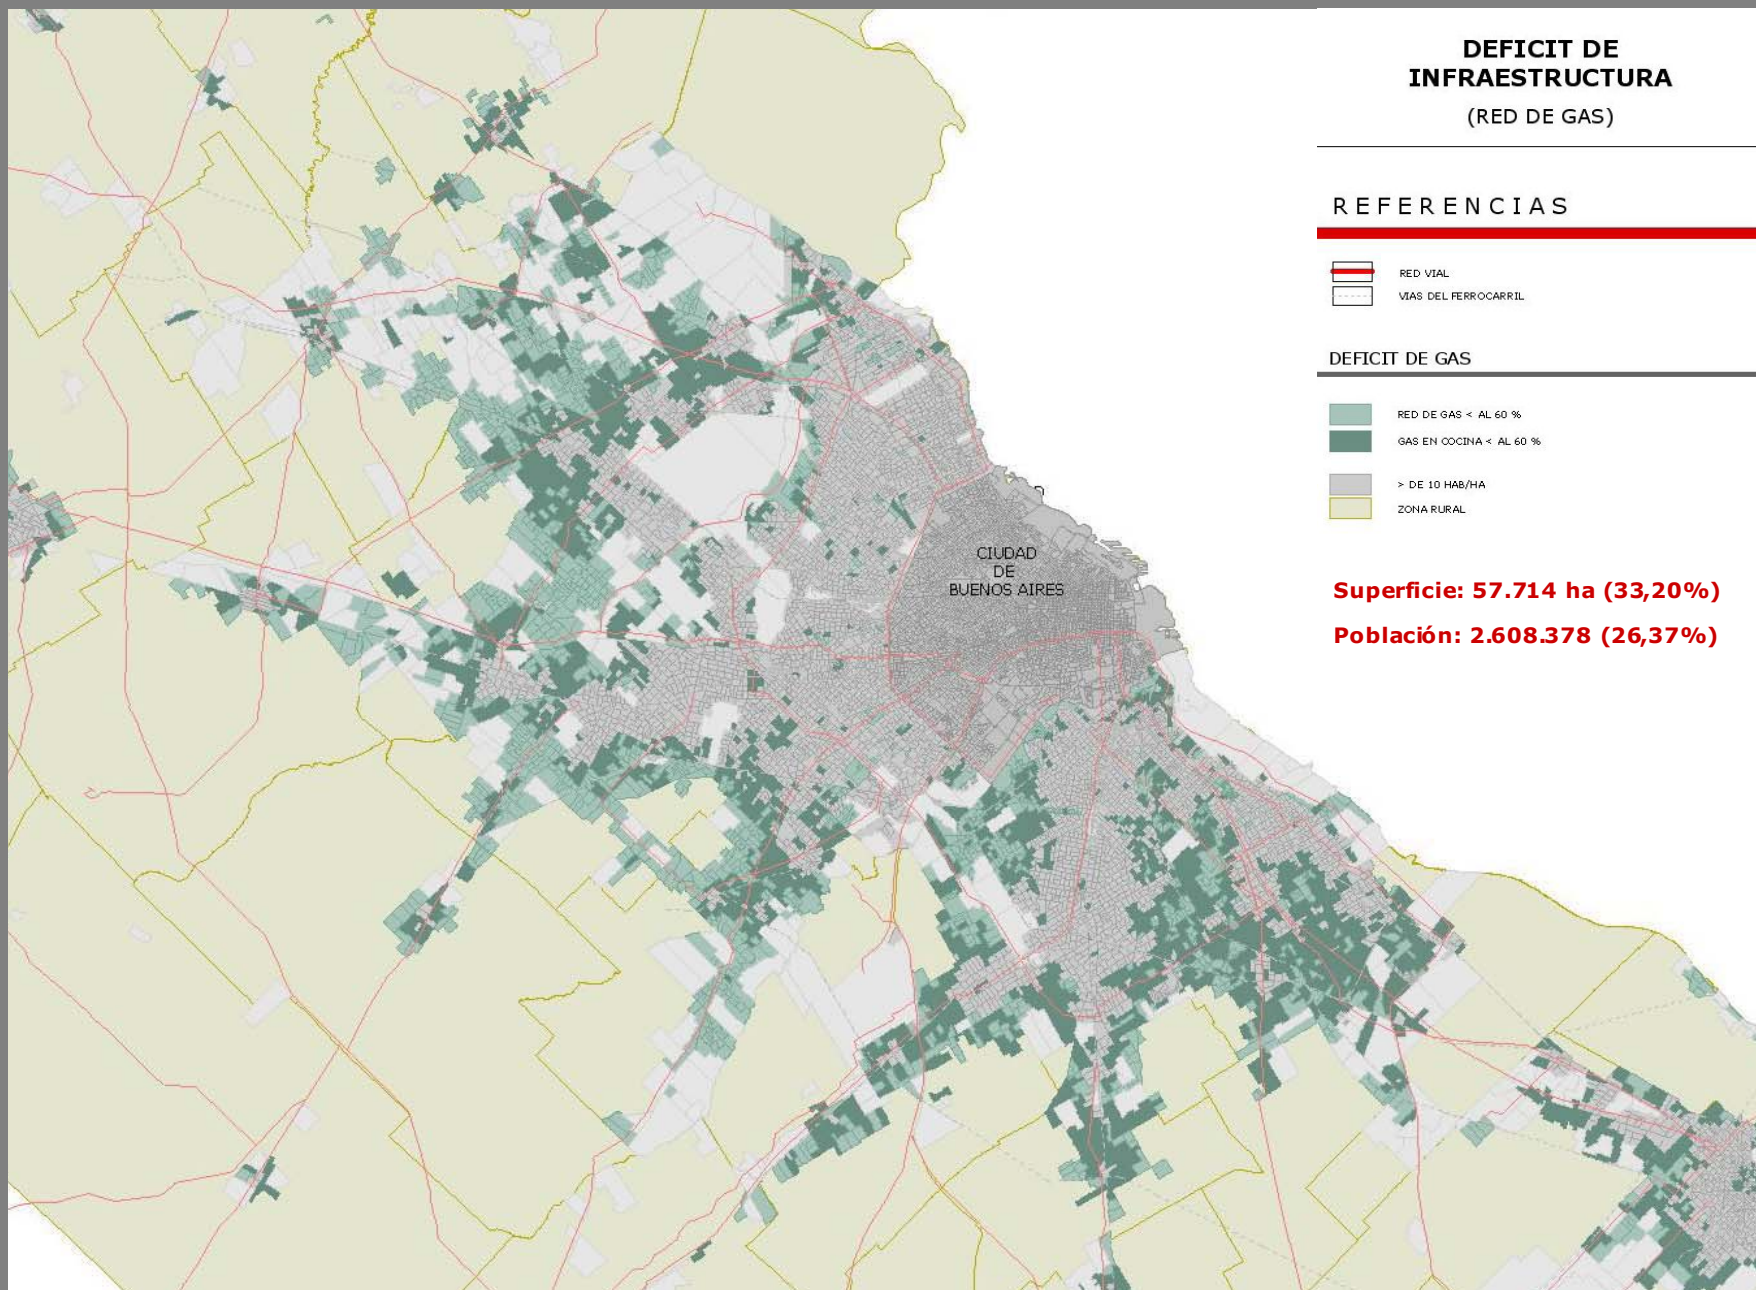 DEFICIT DE
INFRAESTRUCTURA
(RED DE GAS)
REFERENCIAS
RED VIAL
VIAS DEL FERROCARRIL
DEFICIT DE GAS
RED DE GAS < AL 60 %
GAS EN COCINA < AL 60 %
> DE 10 HAB/HA
ZONA RURAL
Superficie: 57.714 ha (33,20%)
Población: 2.608.378 (26,37%)
CIUDAD
DE
BUENOS AIRES